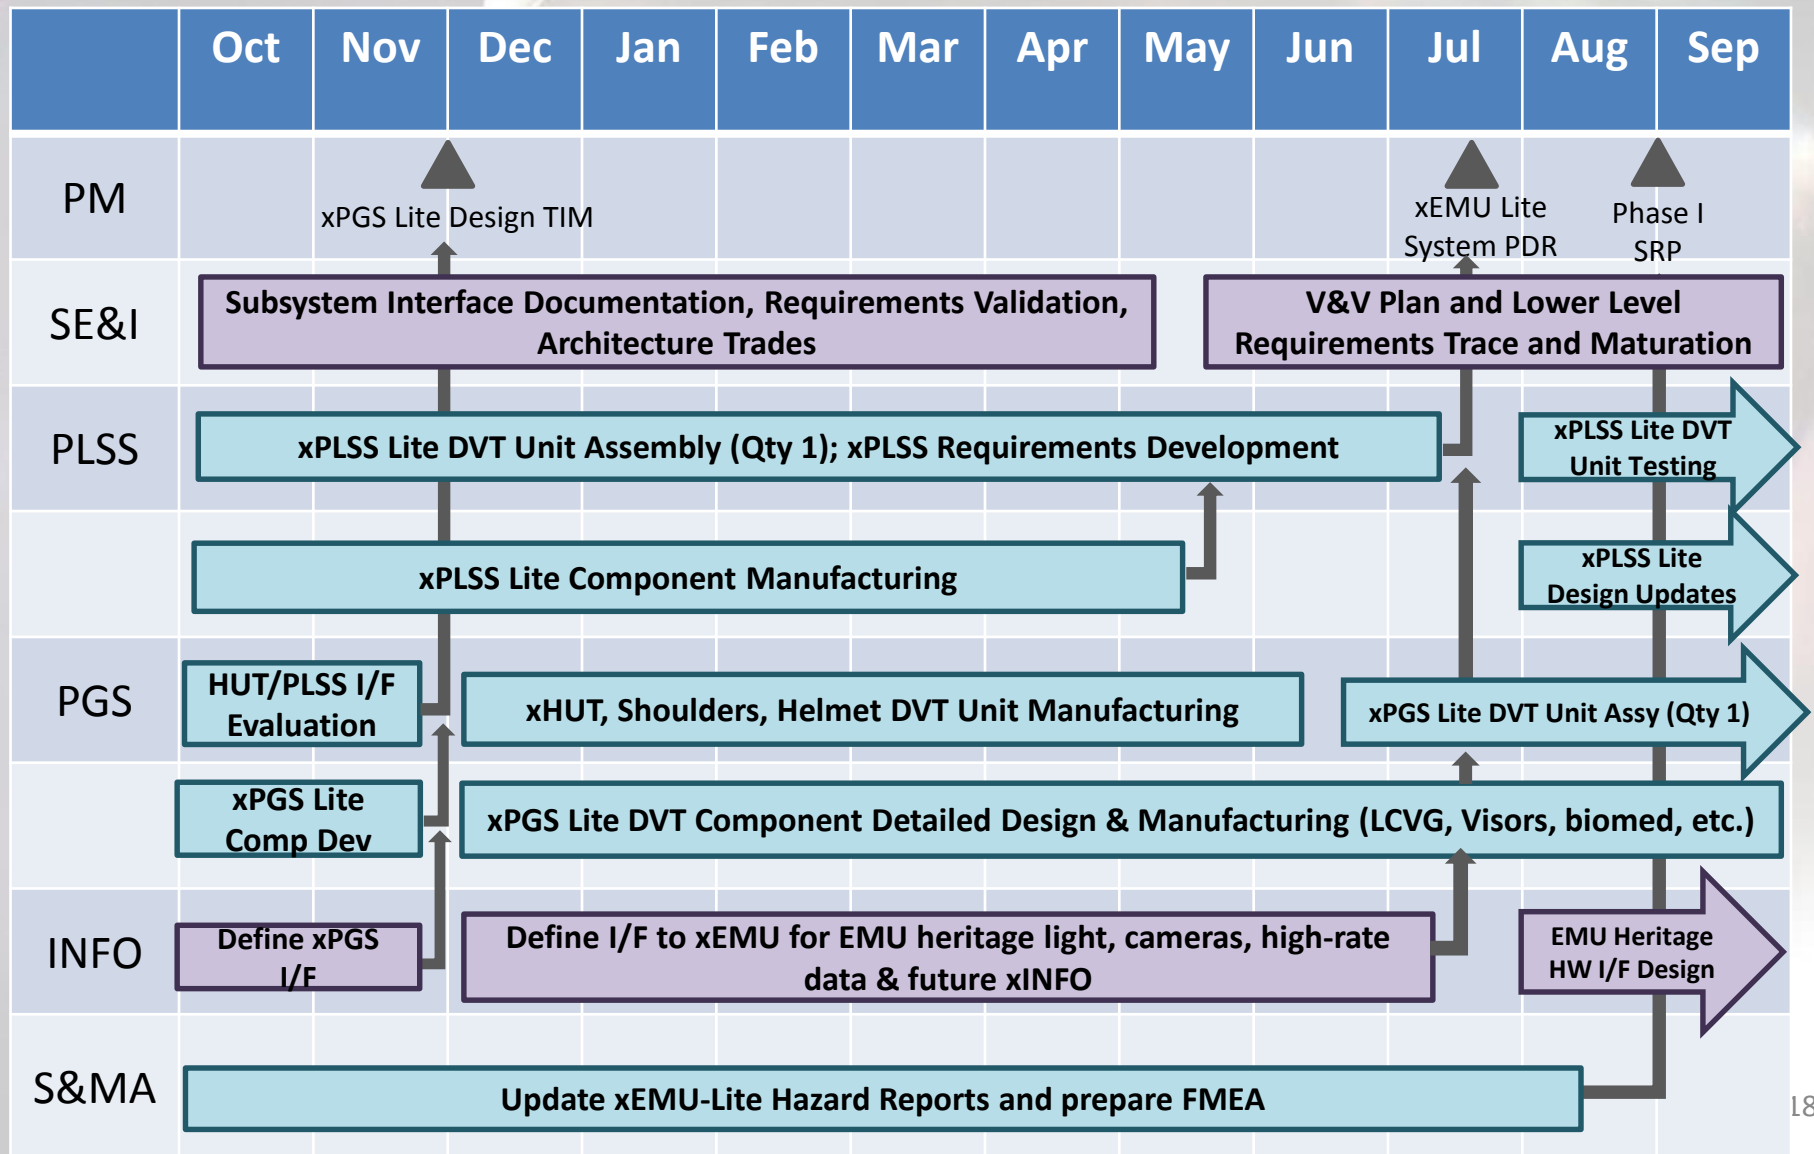 Oct Nov Dec Jan Feb Mar Apr May Jun Jul Aug Sep
PM
xPGS Lite Design TIM
xEMU Lite
System PDR
Phase I
SRP
SE&I
Subsystem Interface Documentation, Requirements Validation,
Architecture Trades
V&V Plan and Lower Level
Requirements Trace and Maturation
PLSS
xPLSS Lite DVT Unit Assembly (Qty 1); xPLSS Requirements Development
xPLSS Lite DVT
Unit Testing
xPLSS Lite Component Manufacturing
xPLSS Lite
Design Updates
PGS
HUT/PLSS I/F
Evaluation
xHUT, Shoulders, Helmet DVT Unit Manufacturing
xPGS Lite DVT Unit Assy (Qty 1)
xPGS Lite
Comp Dev
xPGS Lite DVT Component Detailed Design & Manufacturing (LCVG, Visors, biomed, etc.)
INFO
Define xPGS
I/F
Define I/F to xEMU for EMU heritage light, cameras, high-rate
data & future xINFO
EMU Heritage
HW I/F Design
S&MA
Update xEMU-Lite Hazard Reports and prepare FMEA
18